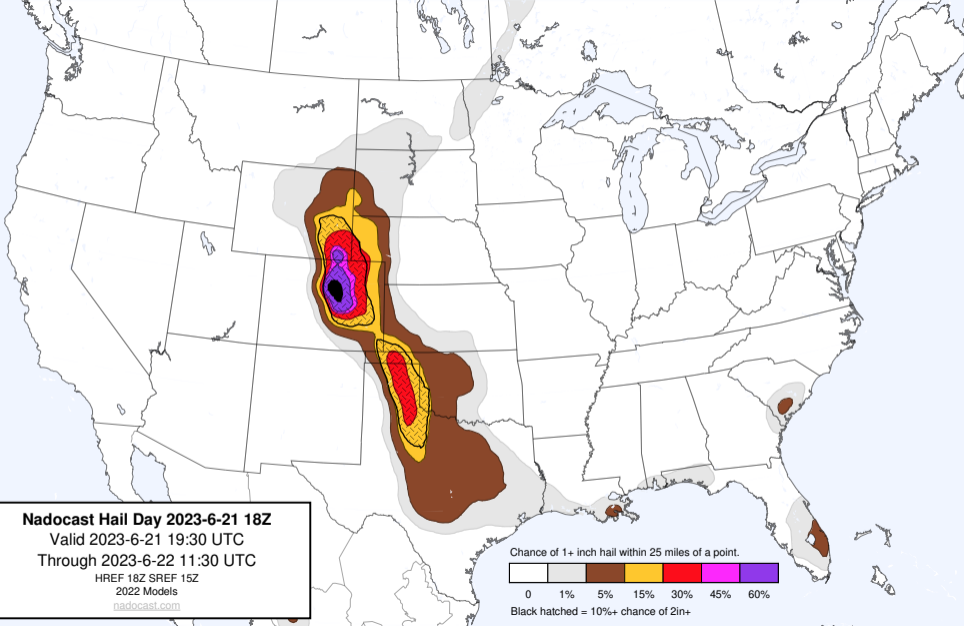 Nadocast Hail Day 2023-6-21 18Z
Valid 2023-6-21 19:30 UTC
Through 2023-6-22 11:30 UTC
HREF 18Z SREF 15Z
2022 Models
nadocast.com
Chance of 1+ inch hail within 25 miles of a point.
0 1% 5% 15% 30% 45% 60%
Black hatched = 10%+ chance of 2in+